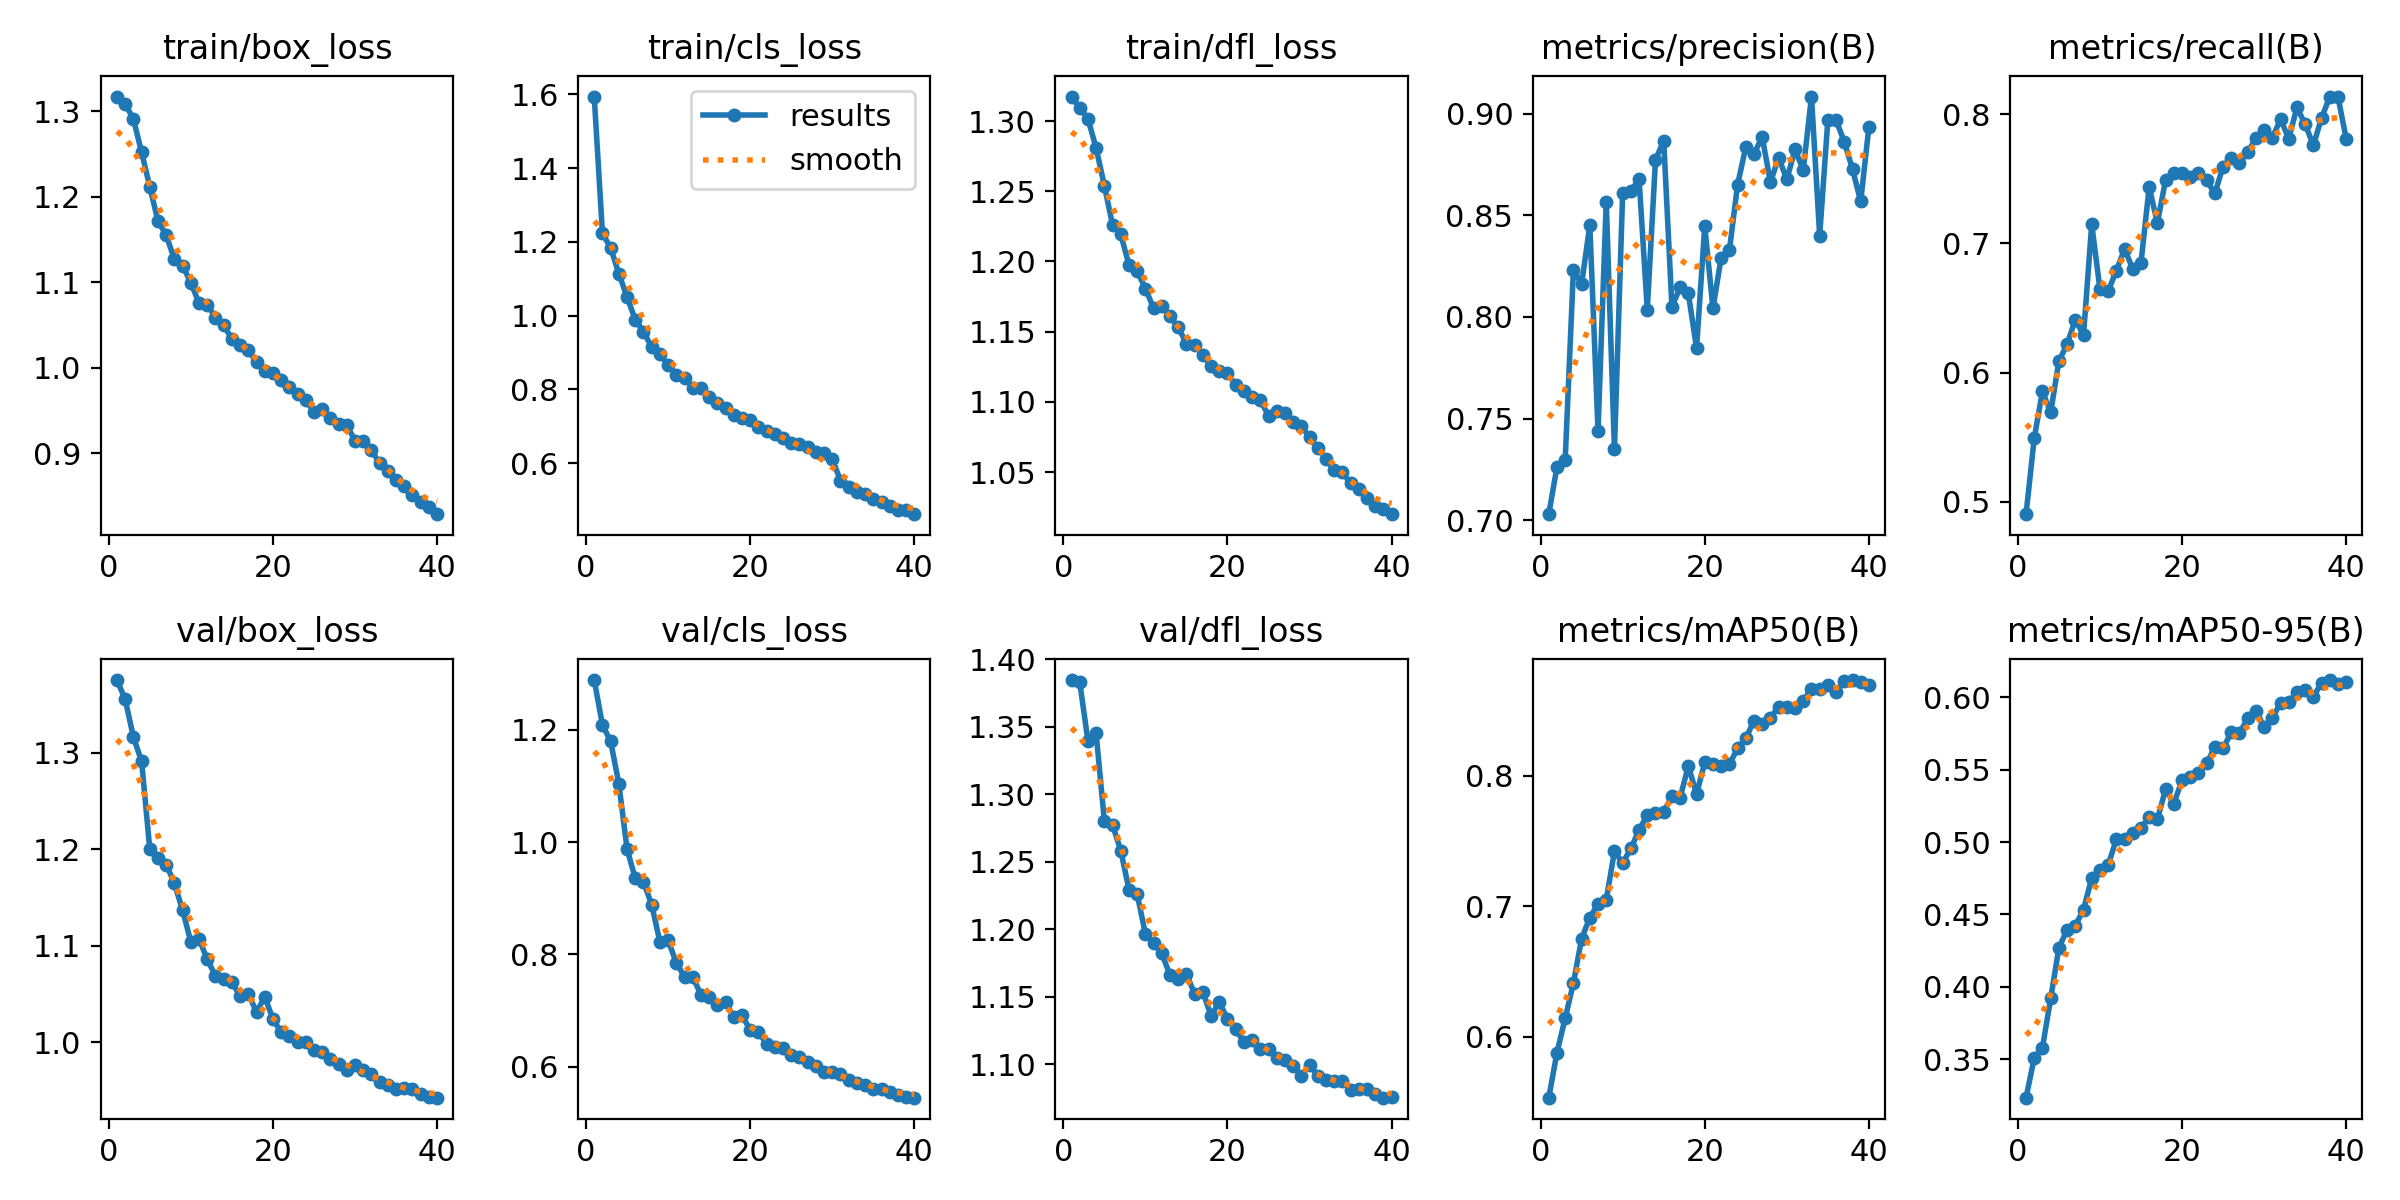 train/box_loss
train/cls_loss
train/dfl_loss
metrics/precision(B)
metrics/recall(B)
1.3
1.2
1.1
1.0
0.9
0 20 40
1.6
1.4
1.2
1.0
0.8
0.6
0 20 40
results
smooth
1.30
1.25
1.20
1.15
1.10
1.05
0 20 40
0.90
0.85
0.80
0.75
0.70
0 20 40
0.8
0.7
0.6
0.5
0 20 40
val/box_loss
val/cls_loss
val/dfl_loss
metrics/mAP50(B)
metrics/mAP50-95(B)
1.3
1.2
1.1
1.0
0 20 40
1.2
1.0
0.8
0.6
0 20 40
1.40
1.35
1.30
1.25
1.20
1.15
1.10
0 20 40
0.8
0.7
0.6
0 20 40
0.60
0.55
0.50
0.45
0.40
0.35
0 20 40